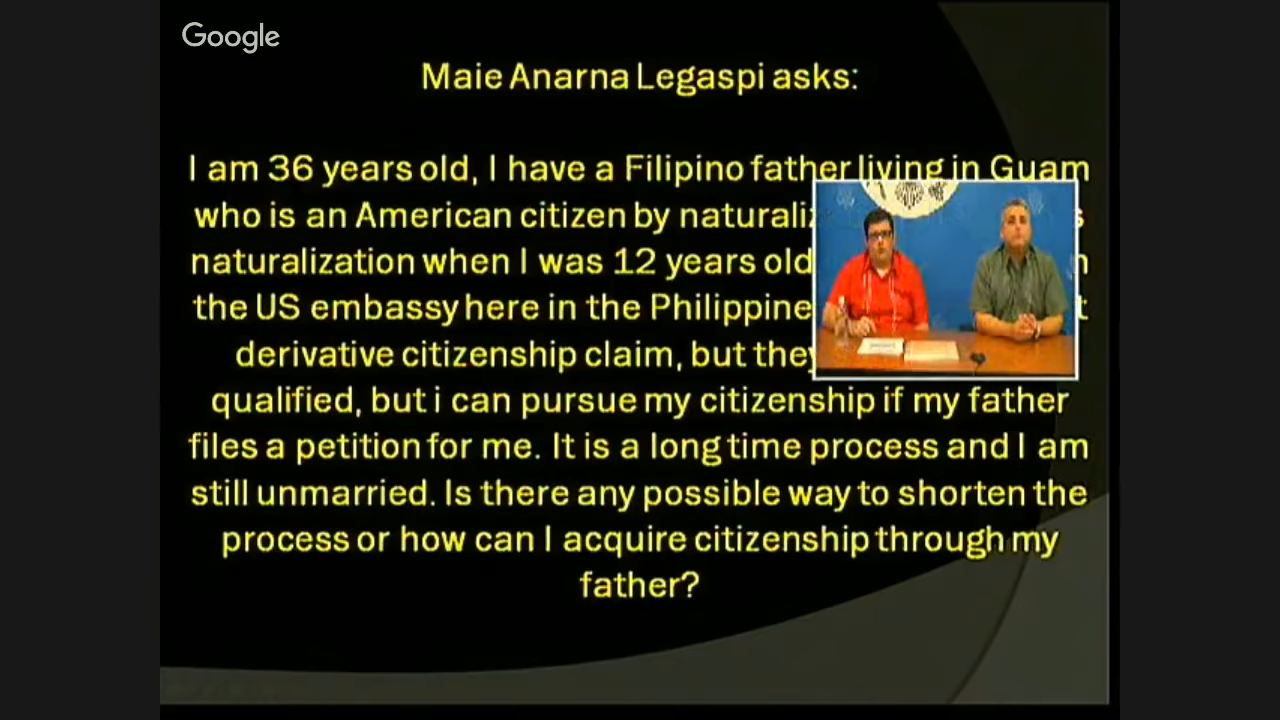 Google
Maie Anarna Legaspi asks:
I am 36 years old, I have a Filipino father living in Guam
who is an American citizen by
naturalization when I was 12 years old
the US embassy here in the
derivative citizenship claim, but
qualified, but i can pursue my citizenship if my father
files a petition for me. It is a long time process and I am
still unmarried. Is there any possible way to shorten the
process or how can I acquire citizenship through my
father?